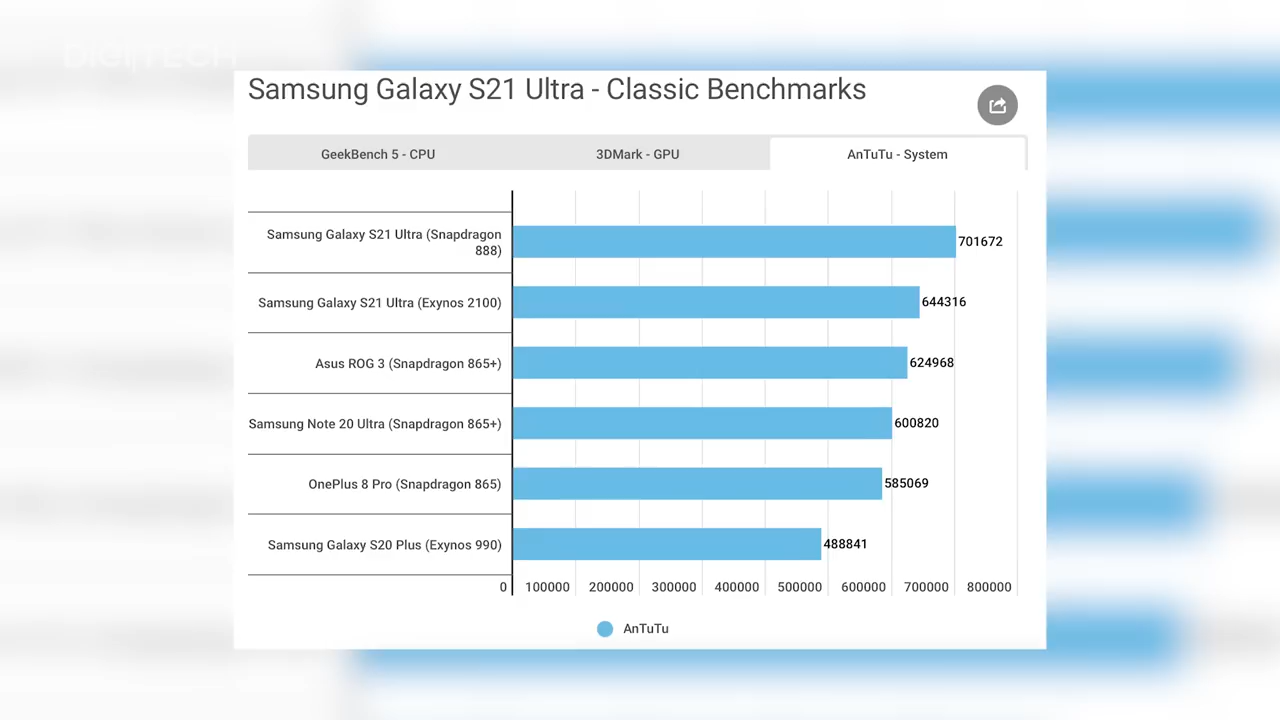 DIGITECH
Samsung Galaxy S21 Ultra - Classic Benchmarks
GeekBench 5 - CPU
3DMark - GPU
AnTuTu - System
Samsung Galaxy S21 Ultra (Snapdragon
888)
701672
Samsung Galaxy S21 Ultra (Exynos 2100)
644316
Asus ROG 3 (Snapdragon 865+)
624968
Samsung Note 20 Ultra (Snapdragon 865+)
600820
OnePlus 8 Pro (Snapdragon 865)
585069
Samsung Galaxy S20 Plus (Exynos 990)
488841
0 100000 200000 300000 400000 500000 600000 700000 800000
AnTuTu